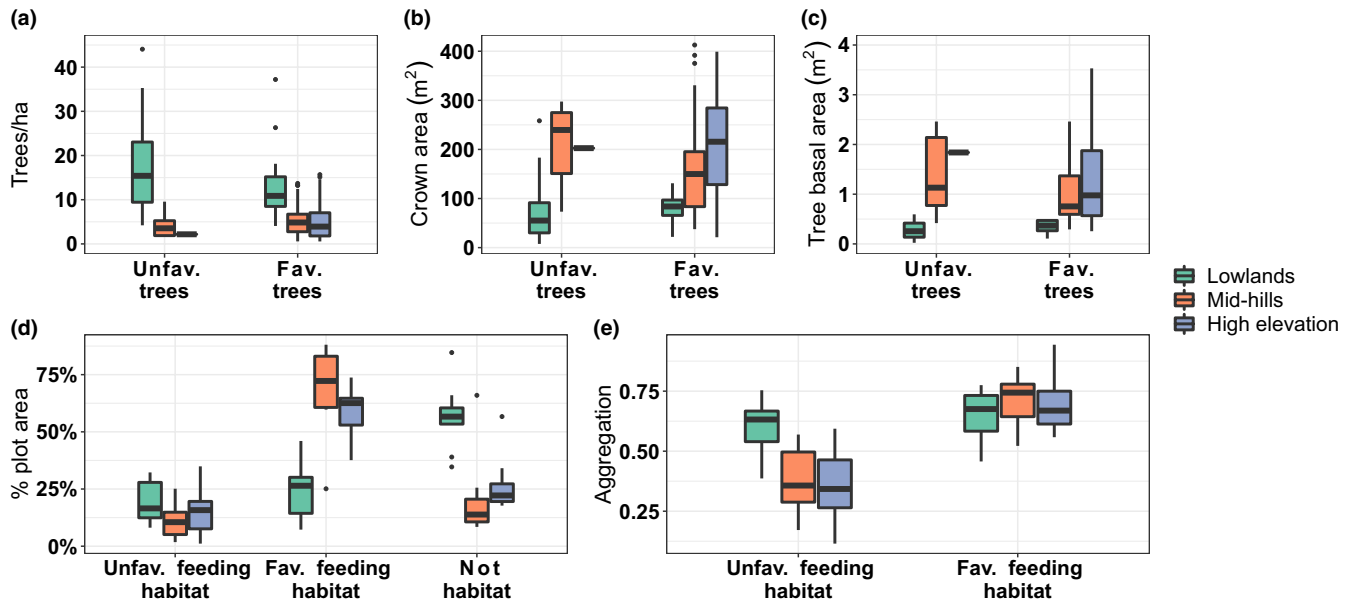 (a)
Trees/ha
40
30
20
10
0
Unfav. trees
Fav. trees
(b)
Crown area (m²)
400
300
200
100
0
Unfav. trees
Fav. trees
(c)
Tree basal area (m²)
4
3
2
1
0
Unfav. trees
Fav. trees
Lowlands
Mid-hills
High elevation
(d)
% plot area
75%
50%
25%
0%
Unfav. feeding habitat
Fav. feeding habitat
Not habitat
(e)
Aggregation
0.75
0.50
0.25
Unfav. feeding habitat
Fav. feeding habitat